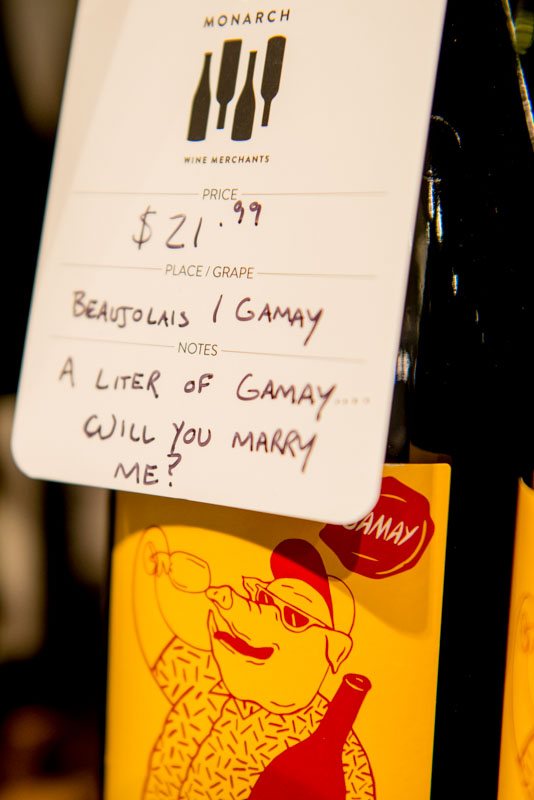 MONARCH
WINE MERCHANTS
PRICE
$21.99
PLACE/GRAPE
BEAUJOLAIS / GAMAY
NOTES
A LITER OF GAMAY....
WILL YOU MARRY
ME?
GAMAY